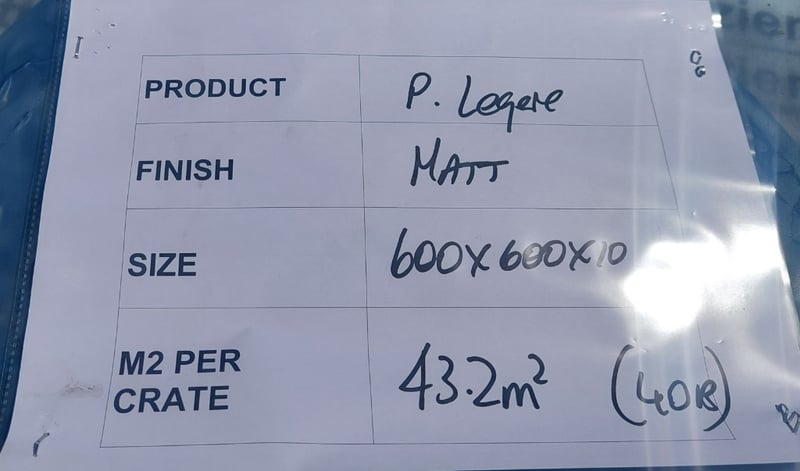 PRODUCT P. Legere
FINISH MATT
SIZE 600x600x10
M2 PER
CRATE 43.2m² (40B)